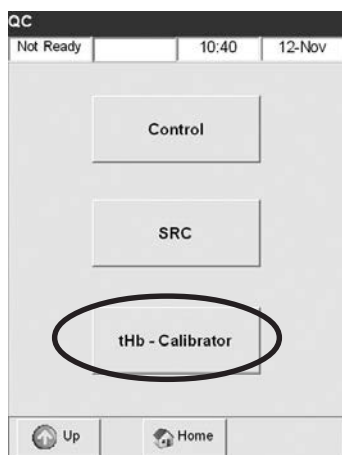 QC
Not Ready 10:40 12-Nov
Control
SRC
tHb - Calibrator
Up Home